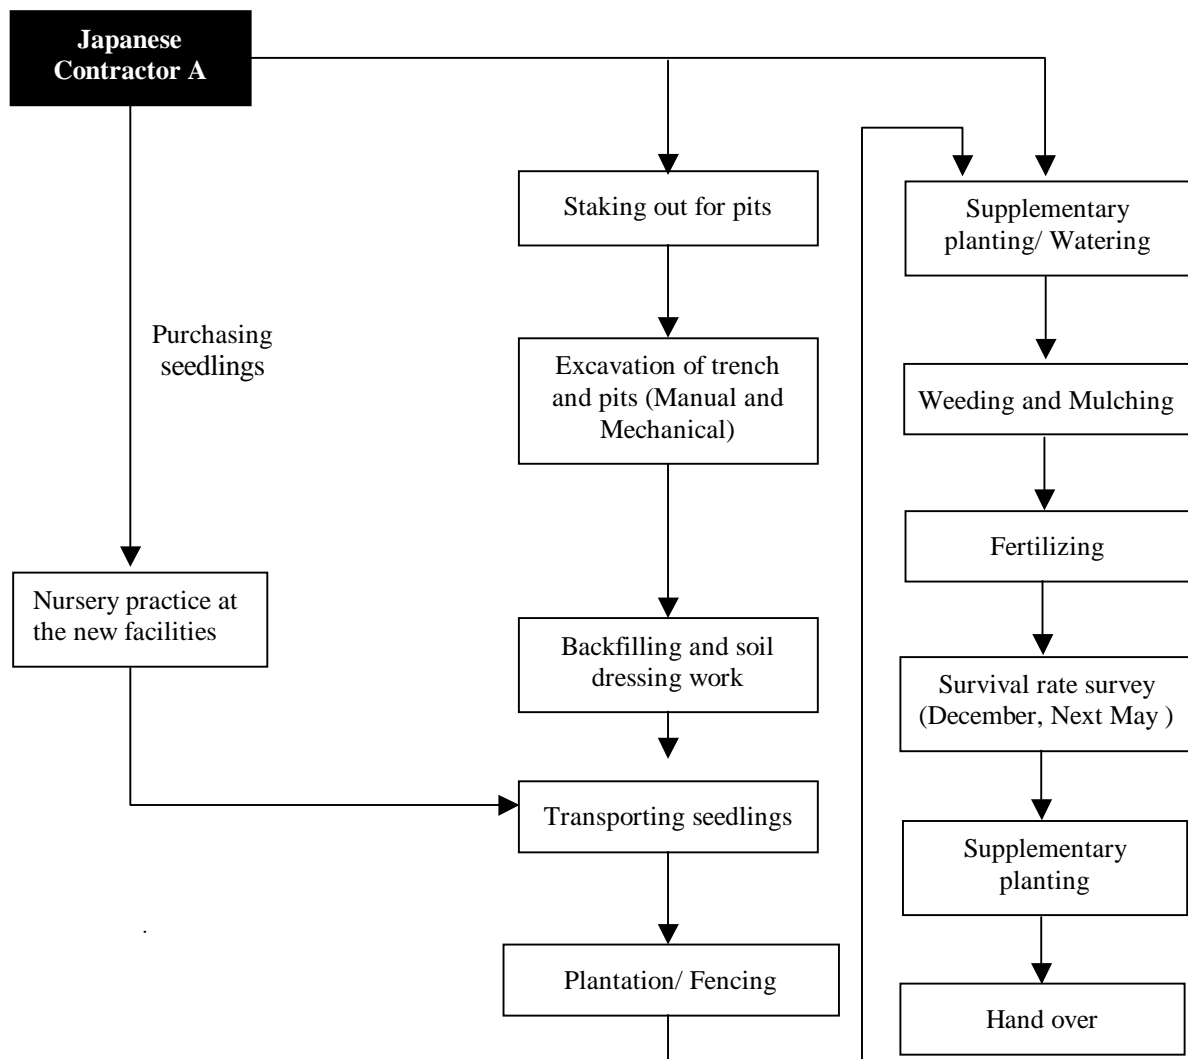 Japanese
Contractor A
Purchasing
seedlings
Nursery practice at
the new facilities
Staking out for pits
Excavation of trench
and pits (Manual and
Mechanical)
Backfilling and soil
dressing work
Transporting seedlings
Plantation/ Fencing
Supplementary
planting/ Watering
Weeding and Mulching
Fertilizing
Survival rate survey
(December, Next May )
Supplementary
planting
Hand over